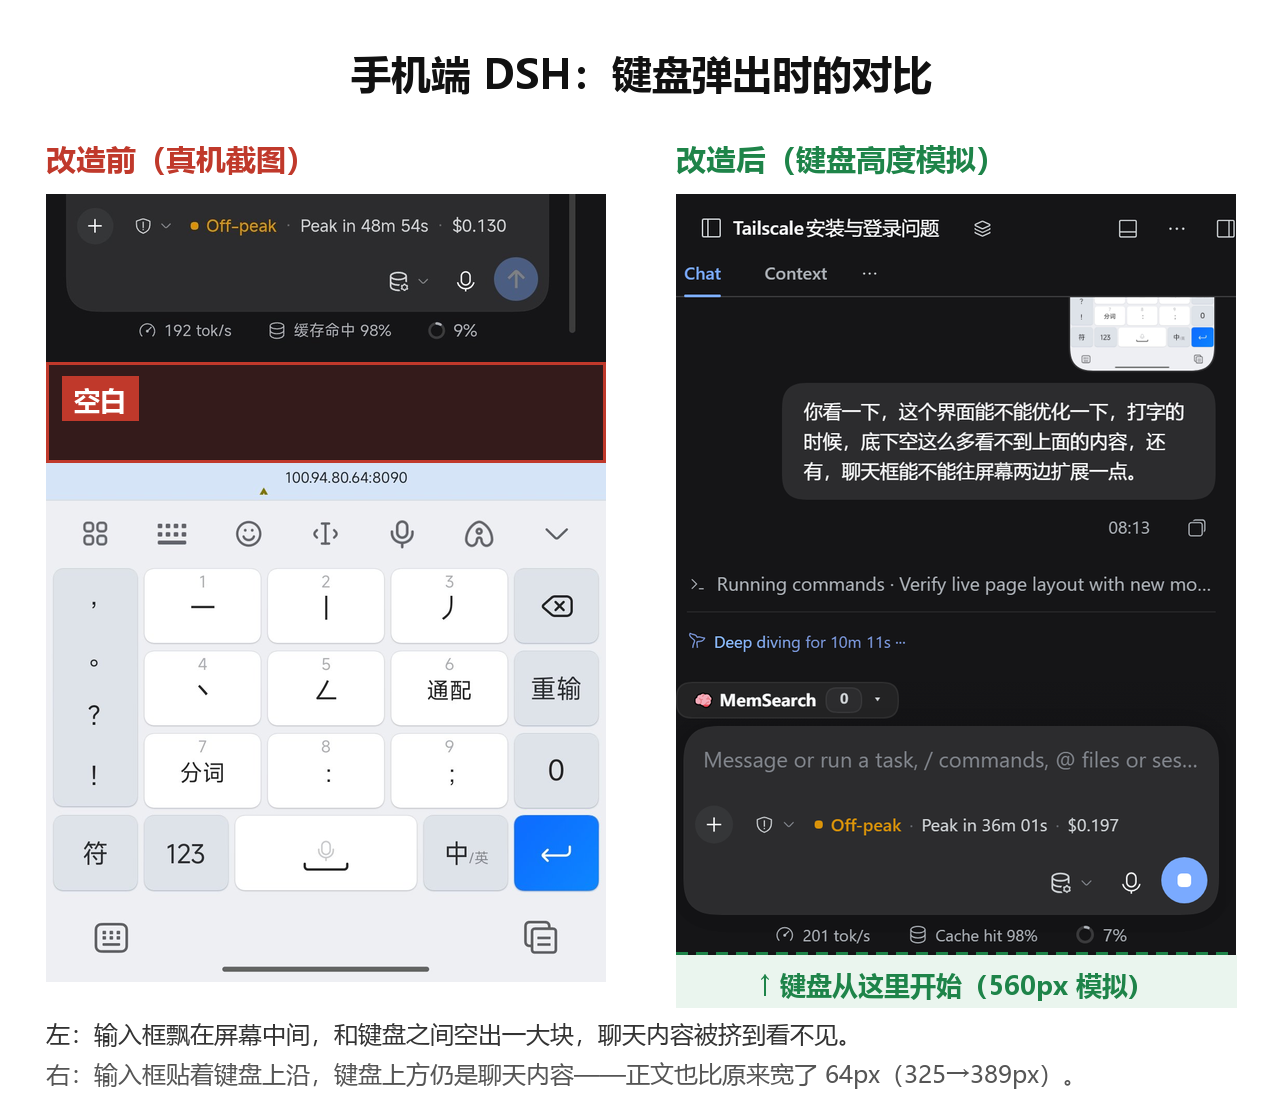 手机端 DSH：键盘弹出时的对比
改造前（真机截图）
Off-peak · Peak in 48m 54s · $0.130
192 tok/s 缓存命中 98% 9%
空白
100.94.80.64:8090
， 1 一 2 丨 3 丿
。 4 丶 5 ㄥ 6 通配 重输
？ 7 分词 8 : 9 ; 0
！
符 123 中/英
改造后（键盘高度模拟）
Tailscale安装与登录问题 ···
Chat Context ···
? 
! 分词 : : 0
符 123 中
你看一下，这个界面能不能优化一下，打字的
时候，底下空这么多看不到上面的内容，还
有，聊天框能不能往屏幕两边扩展一点。
08:13
Running commands · Verify live page layout with new mo...
Deep diving for 10m 11s ···
MemSearch 0
Message or run a task, / commands, @ files or ses...
Off-peak · Peak in 36m 01s · $0.197
201 tok/s Cache hit 98% 7%
↑ 键盘从这里开始（560px 模拟）
左：输入框飘在屏幕中间，和键盘之间空出一大块，聊天内容被挤到看不见。
右：输入框贴着键盘上沿，键盘上方仍是聊天内容——正文也比原来宽了 64px（325→389px）。